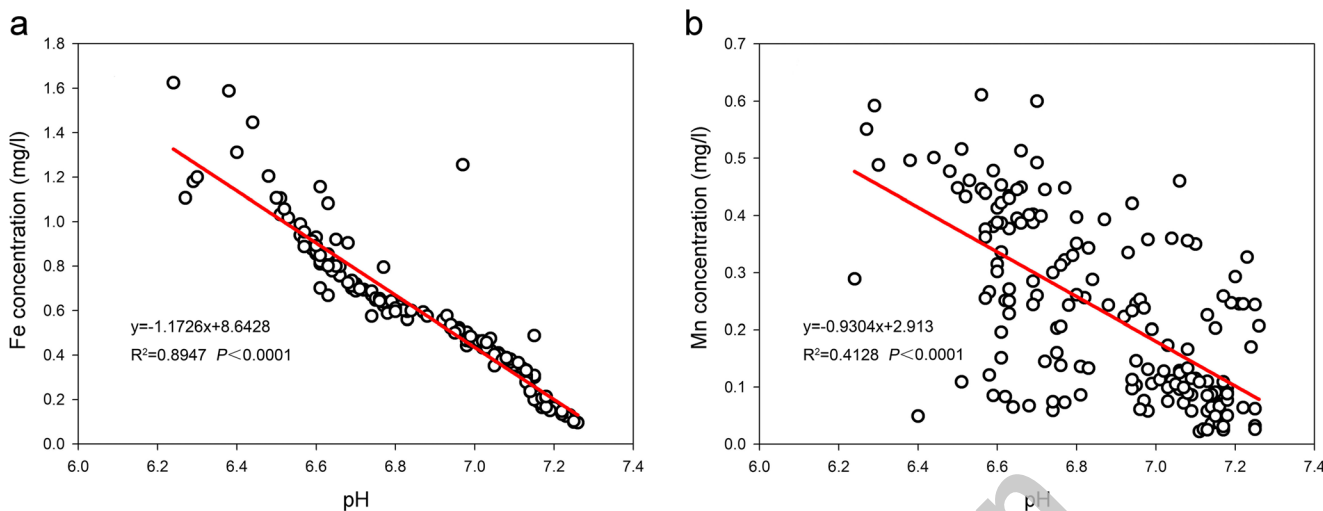 a
1.8
1.6
1.4
1.2
1.0
0.8
0.6
0.4
0.2
0.0
Fe concentration (mg/l)
y=-1.1726x+8.6428
R²=0.8947 P<0.0001
6.0 6.2 6.4 6.6 6.8 7.0 7.2 7.4
pH
b
0.7
0.6
0.5
0.4
0.3
0.2
0.1
0.0
Mn concentration (mg/l)
y=-0.9304x+2.913
R²=0.4128 P<0.0001
6.0 6.2 6.4 6.6 6.8 7.0 7.2 7.4
pH